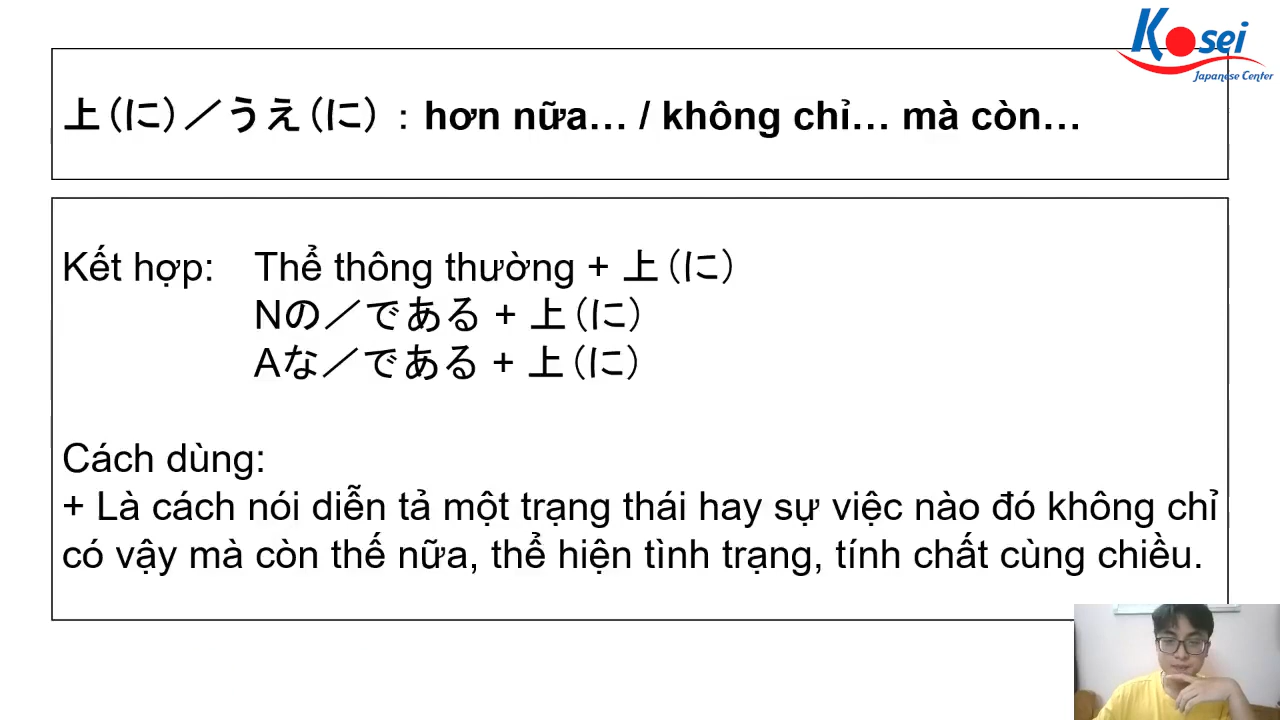 Kosei
Japanese Center
上（に）／うえ（に）：hơn nữa… / không chỉ… mà còn…
Kết hợp: Thể thông thường + 上（に）
Nの／である + 上（に）
Aな／である + 上（に）
Cách dùng:
+ Là cách nói diễn tả một trạng thái hay sự việc nào đó không chỉ
có vậy mà còn thế nữa, thể hiện tình trạng, tính chất cùng chiều.